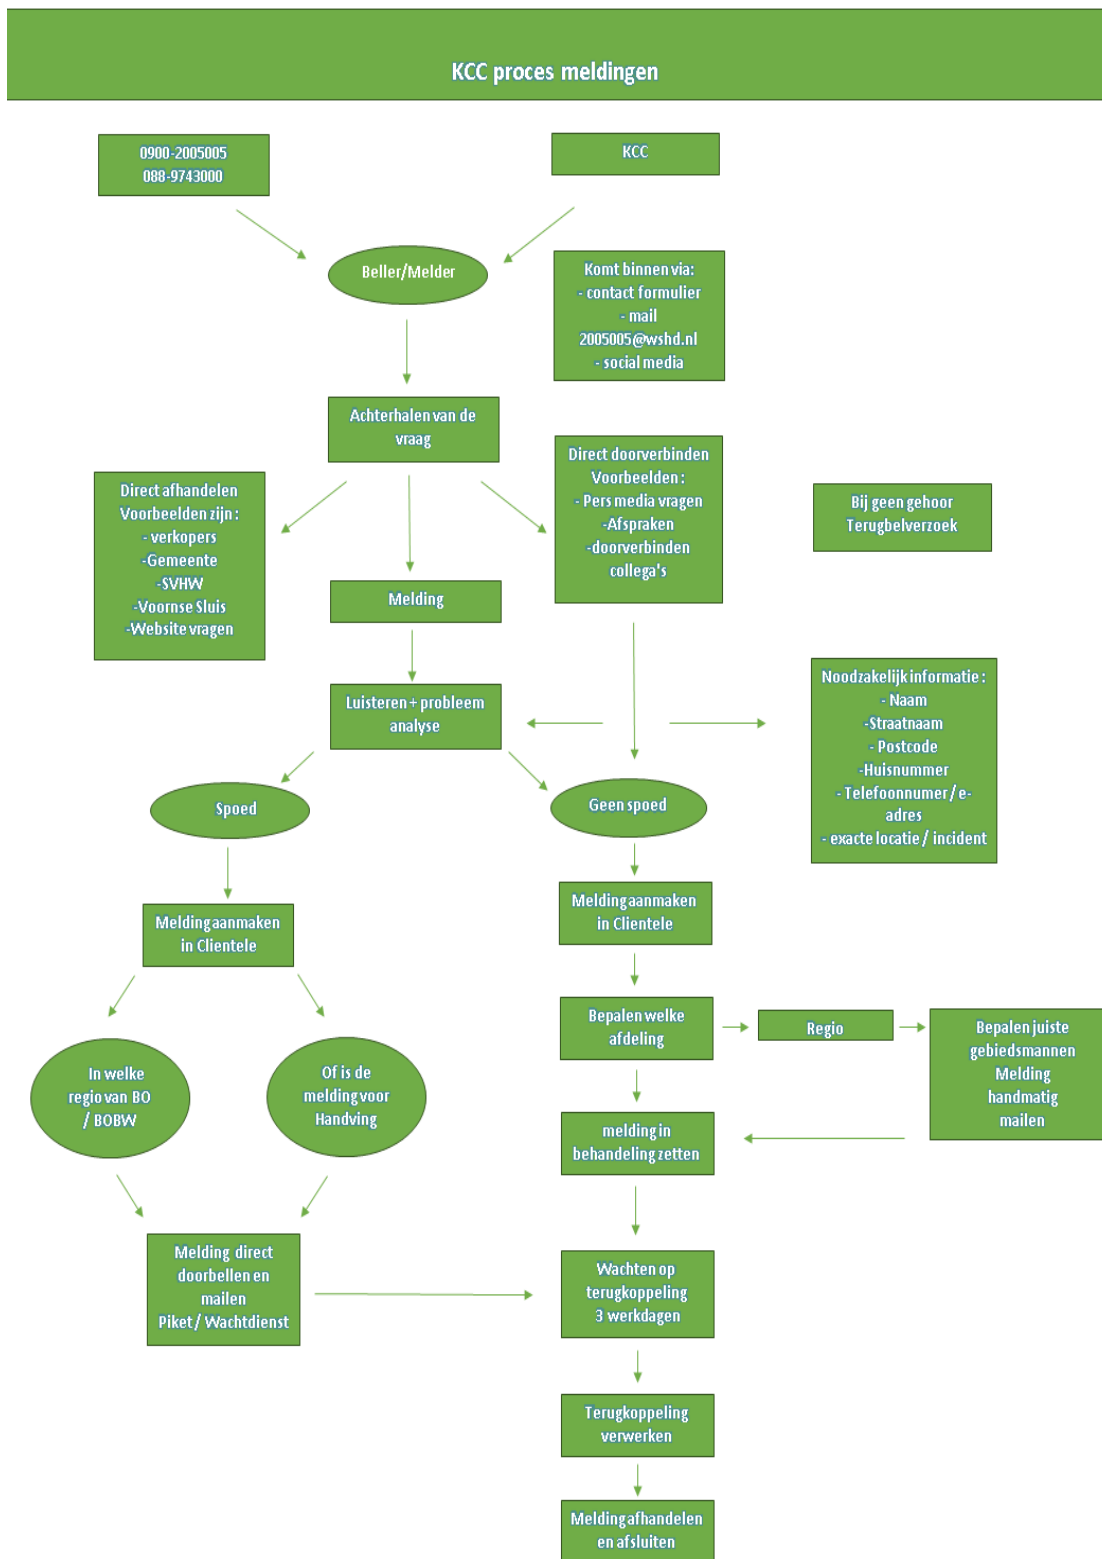 KCC proces meldingen
0900-2005005
088-9743000
KCC
Beller/Melder
Komt binnen via:
- contact formulier
- mail
2005005@wshd.nl
- social media
Achterhalen van de
vraag
Direct afhandelen
Voorbeelden zijn :
- verkopers
-Gemeente
-SVHW
-Voornse Sluis
-Website vragen
Direct doorverbinden
Voorbeelden :
- Pers media vragen
-Afspraken
-doorverbinden
collega's
Bij geen gehoor
Terugbelverzoek
Melding
Luisteren + probleem
analyse
Noodzakelijk informatie :
- Naam
-Straatnaam
- Postcode
-Huisnummer
- Telefoonnumer / e-
adres
- exacte locatie / incident
Spoed
Geen spoed
Melding aanmaken
in Clientele
Melding aanmaken
in Clientele
Bepalen welke
afdeling
Regio
Bepalen juiste
gebiedsmannen
Melding
handmatig
mailen
In welke
regio van BO
/ BOBW
Of is de
melding voor
Handving
melding in
behandeling zetten
Melding direct
doorbellen en
mailen
Piket / Wachtdienst
Wachten op
terugkoppeling
3 werkdagen
Terugkoppeling
verwerken
Melding afhandelen
en afsluiten